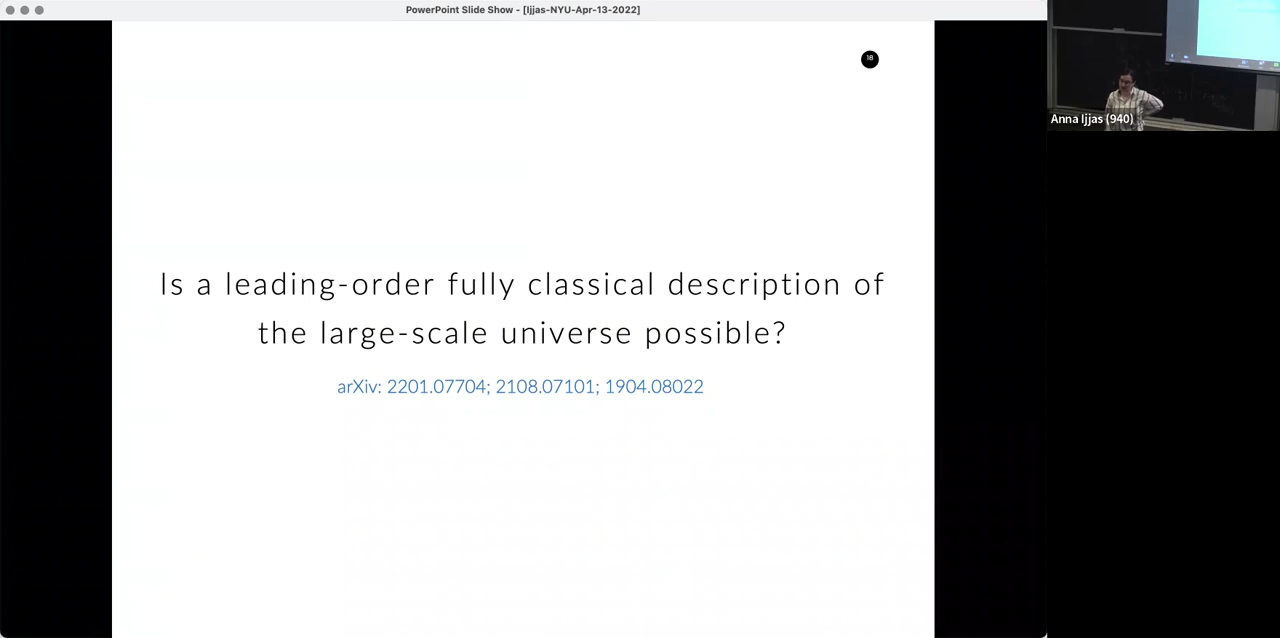 PowerPoint Slide Show - [Ijjas-NYU-Apr-13-2022]
18
Is a leading-order fully classical description of
the large-scale universe possible?
arXiv: 2201.07704; 2108.07101; 1904.08022
Anna Ijjas (940)